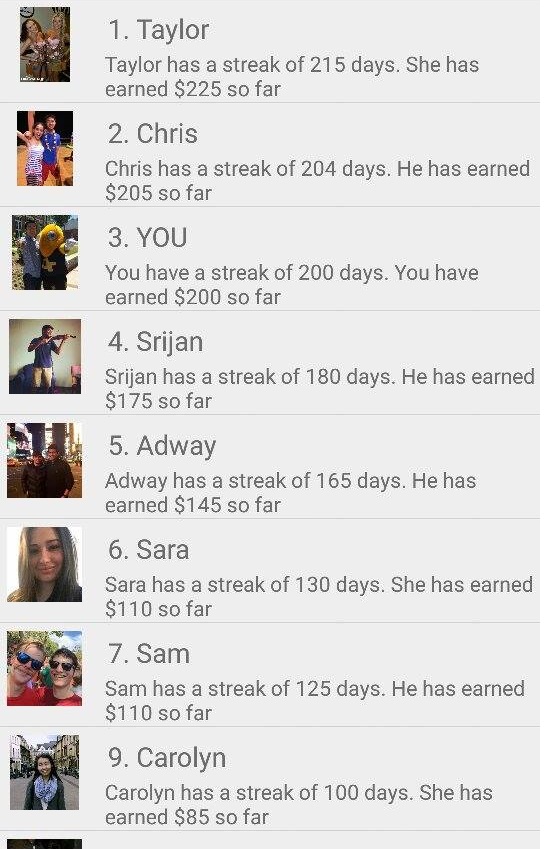 1. Taylor
Taylor has a streak of 215 days. She has
earned $225 so far
2. Chris
Chris has a streak of 204 days. He has earned
$205 so far
3. YOU
You have a streak of 200 days. You have
earned $200 so far
4. Srijan
Srijan has a streak of 180 days. He has earned
$175 so far
5. Adway
Adway has a streak of 165 days. He has
earned $145 so far
6. Sara
Sara has a streak of 130 days. She has earned
$110 so far
7. Sam
Sam has a streak of 125 days. He has earned
$110 so far
9. Carolyn
Carolyn has a streak of 100 days. She has
earned $85 so far